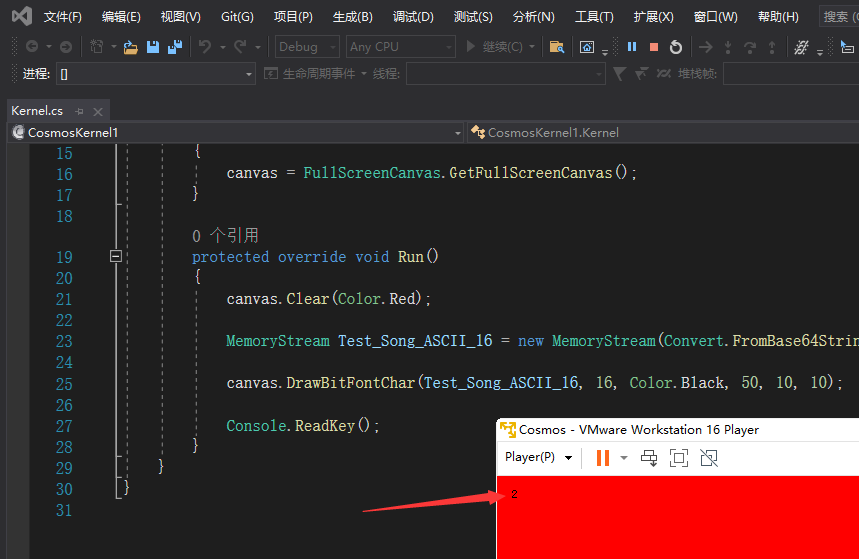 文件(F) 编辑(E) 视图(V) Git(G) 项目(P) 生成(B) 调试(D) 测试(S) 分析(N) 工具(T) 扩展(X) 窗口(W) 帮助(H) 搜索 (
Debug Any CPU 继续(C)
进程: [] 生命周期事件 线程: 堆栈帧:
Kernel.cs
CosmosKernel1 CosmosKernel1.Kernel
15 {
16 canvas = FullScreenCanvas.GetFullScreenCanvas();
17 }
18
0 个引用
19 protected override void Run()
20 {
21 canvas.Clear(Color.Red);
22
23 MemoryStream Test_Song_ASCII_16 = new MemoryStream(Convert.FromBase64Strin
24
25 canvas.DrawBitFontChar(Test_Song_ASCII_16, 16, Color.Black, 50, 10, 10);
26
27 Console.ReadKey();
28 }
29 }
30 }
31
Cosmos - VMware Workstation 16 Player
Player(P)
2